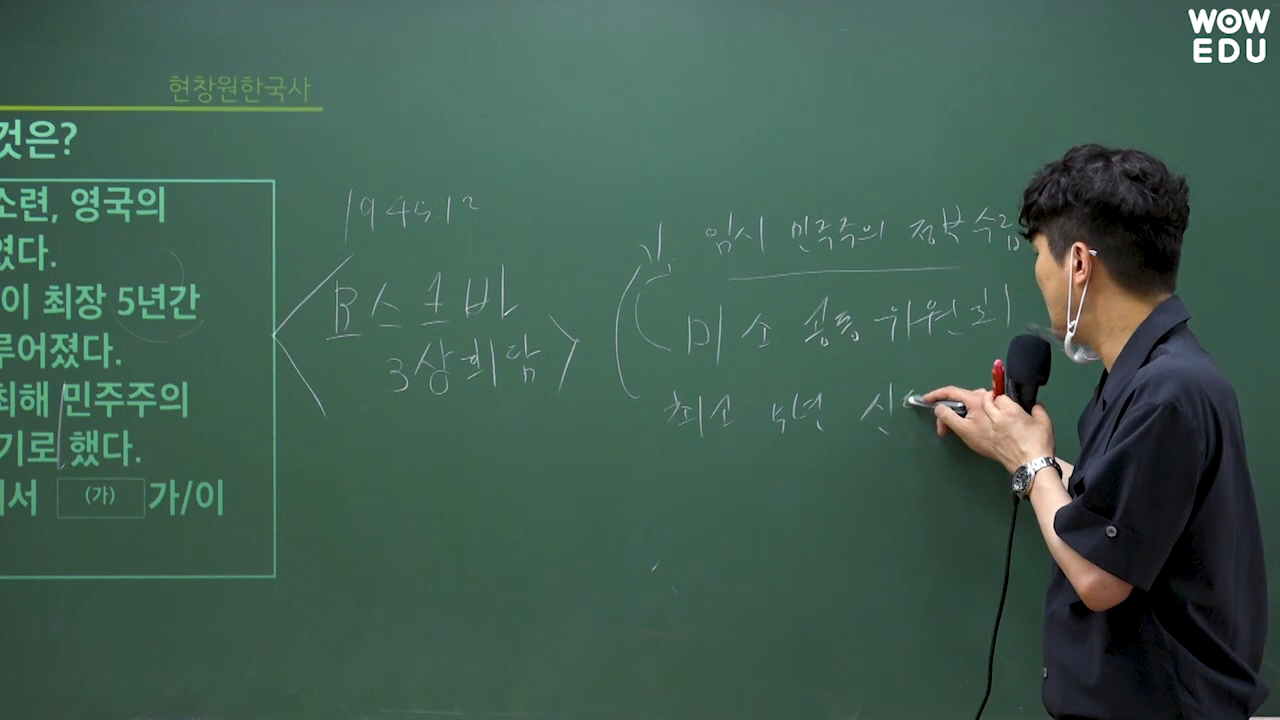 WOW
EDU
현창원한국사
것은?
소련, 영국의
였다.
이 최장 5년간
루어졌다.
최해 민주주의
기로 했다.
에서 (가) 가/이
1945 12
모스크바
3상회담
임시 민주주의 정부수립
미소 공동위원회
최고 5년 신